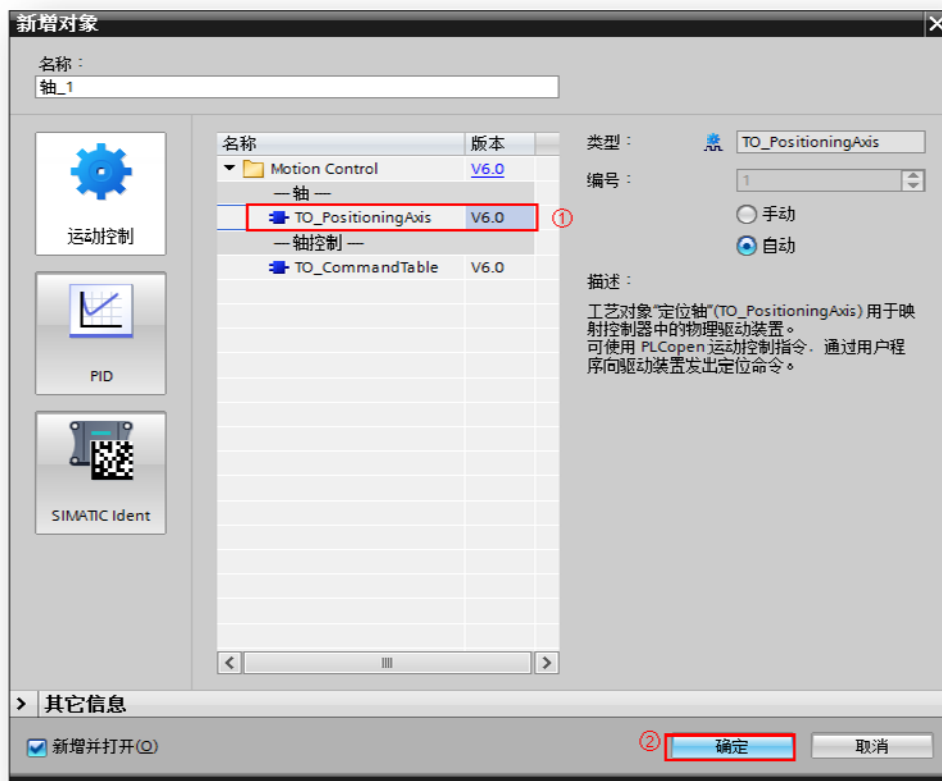 新增对象
名称：
轴_1
运动控制
PID
SIMATIC Ident
名称 版本
Motion Control V6.0
—轴—
TO_PositioningAxis V6.0 ①
—轴控制—
TO_CommandTable V6.0
类型： TO_PositioningAxis
编号： 1
手动
自动
描述：
工艺对象"定位轴"(TO_PositioningAxis) 用于映
射控制器中的物理驱动装置。
可使用 PLCopen 运动控制指令，通过用户程
序向驱动装置发出定位命令。
其它信息
新增并打开(O)
② 确定 取消